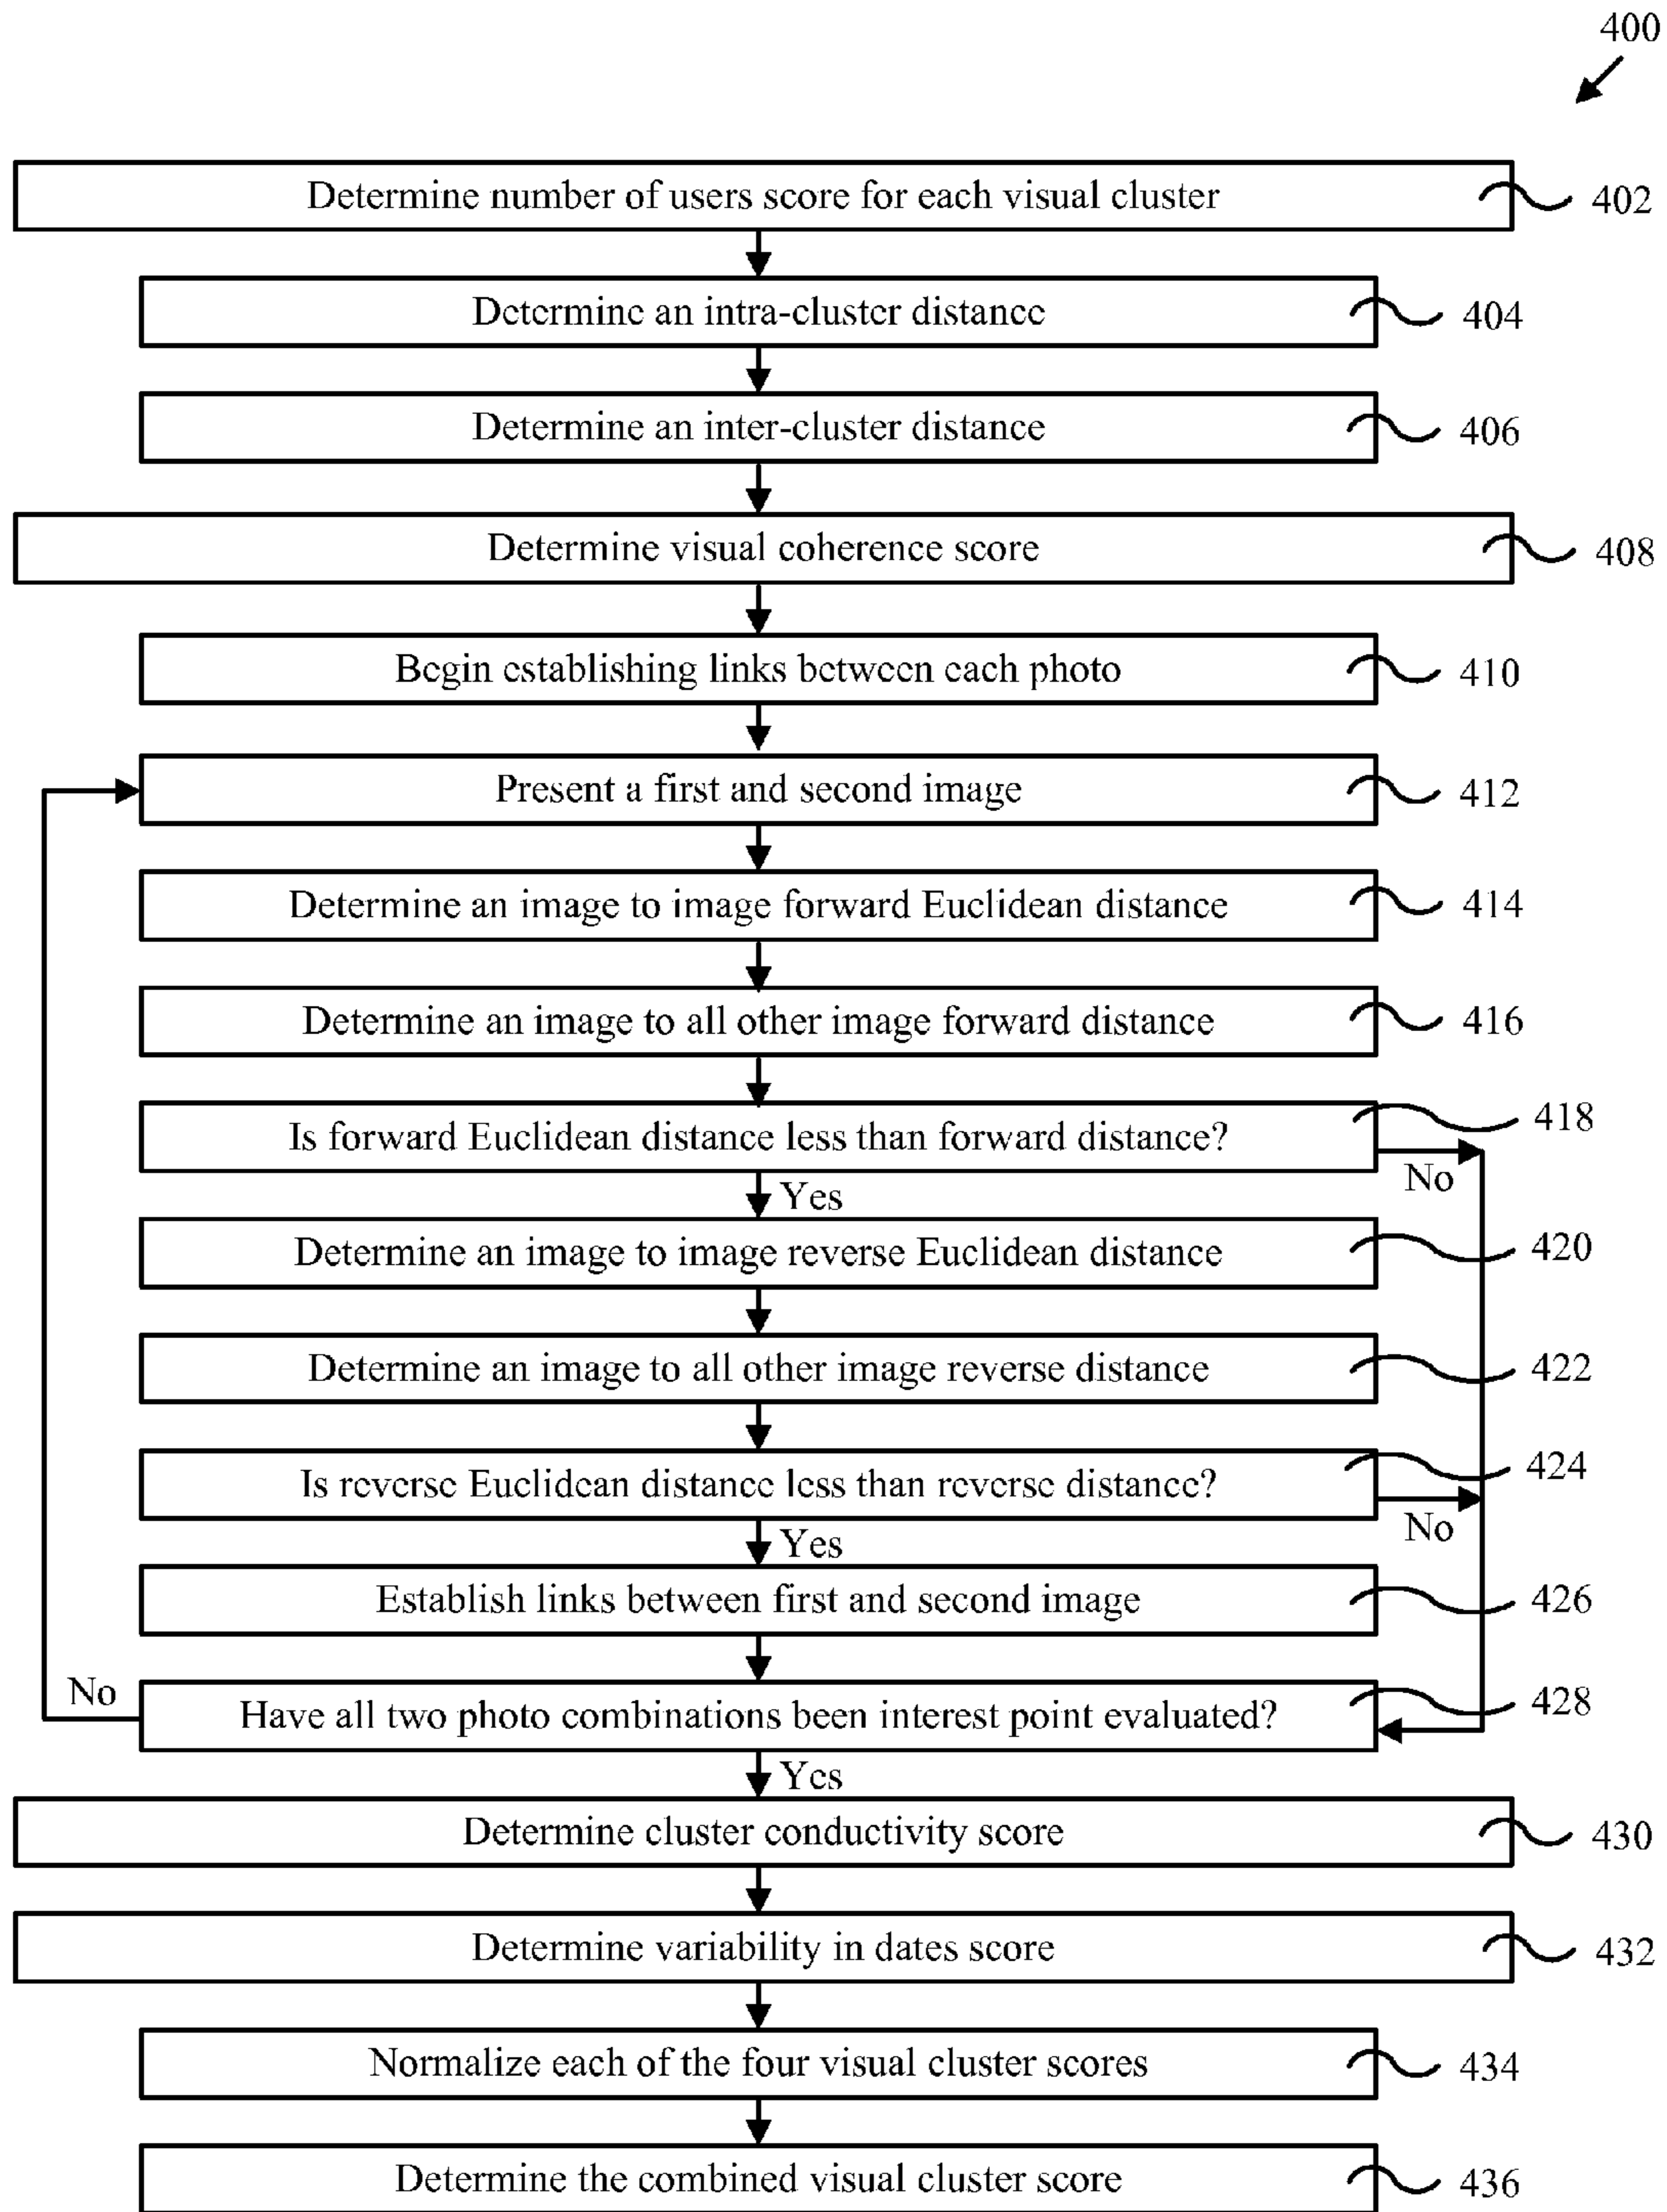 400
Determine number of users score for each visual cluster 402
Determine an intra-cluster distance 404
Determine an inter-cluster distance 406
Determine visual coherence score 408
Begin establishing links between each photo 410
Present a first and second image 412
Determine an image to image forward Euclidean distance 414
Determine an image to all other image forward distance 416
Is forward Euclidean distance less than forward distance? 418
No
Yes
Determine an image to image reverse Euclidean distance 420
Determine an image to all other image reverse distance 422
Is reverse Euclidean distance less than reverse distance? 424
No
Yes
Establish links between first and second image 426
No
Have all two photo combinations been interest point evaluated? 428
Yes
Determine cluster conductivity score 430
Determine variability in dates score 432
Normalize each of the four visual cluster scores 434
Determine the combined visual cluster score 436